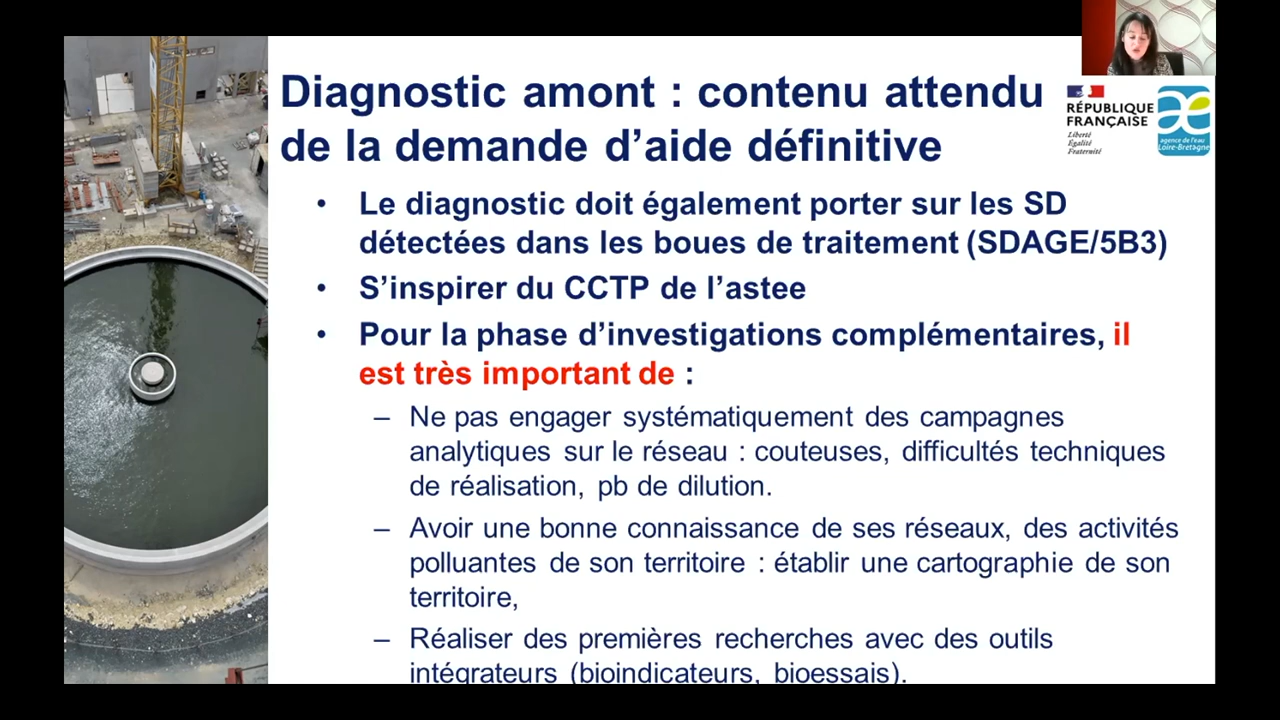 Diagnostic amont : contenu attendu
de la demande d’aide définitive
RÉPUBLIQUE
FRANÇAISE
Liberté
Égalité
Fraternité
agence de l'eau
Loire-Bretagne
• Le diagnostic doit également porter sur les SD
détectées dans les boues de traitement (SDAGE/5B3)
• S’inspirer du CCTP de l’astee
• Pour la phase d’investigations complémentaires, il
est très important de :
– Ne pas engager systématiquement des campagnes
analytiques sur le réseau : couteuses, difficultés techniques
de réalisation, pb de dilution.
– Avoir une bonne connaissance de ses réseaux, des activités
polluantes de son territoire : établir une cartographie de son
territoire,
– Réaliser des premières recherches avec des outils
intégrateurs (bioindicateurs, bioessais).